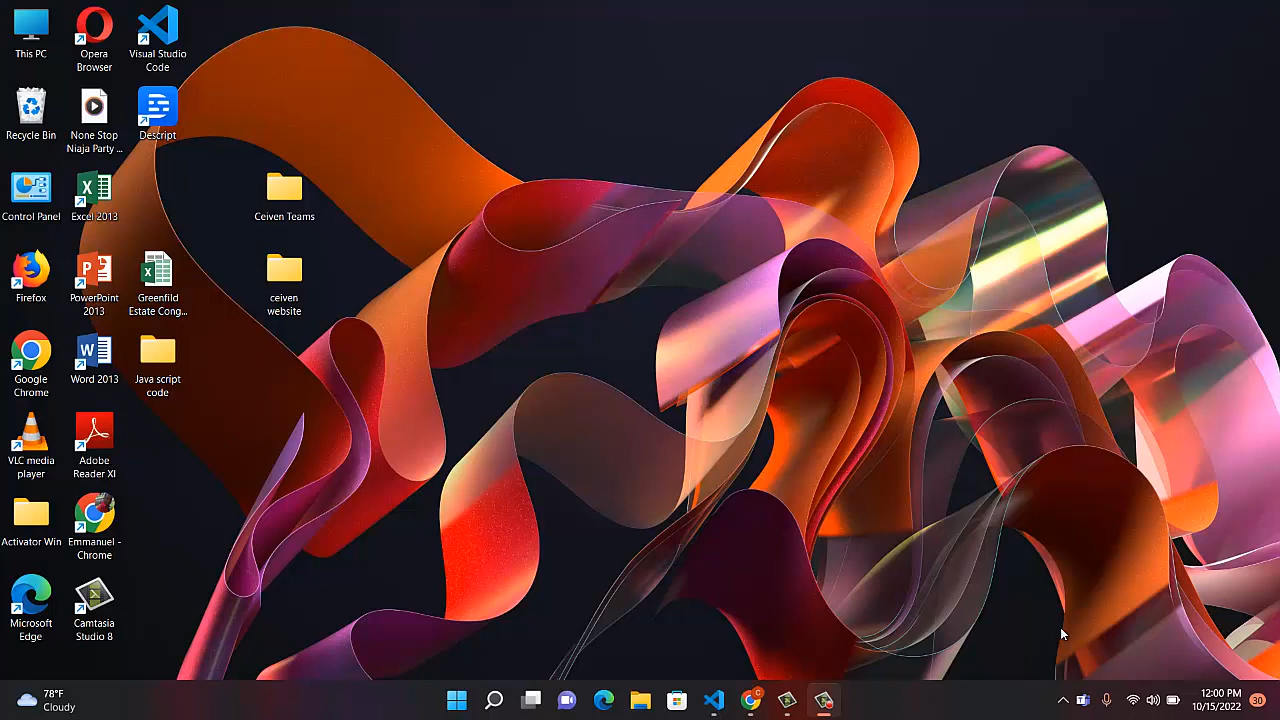 This PC
Opera
Browser
Visual Studio
Code
Recycle Bin
None Stop
Niaja Party ...
Descript
Control Panel
Excel 2013
Ceiven Teams
Firefox
PowerPoint
2013
Greenfild
Estate Cong...
ceiven
website
Google
Chrome
Word 2013
Java script
code
VLC media
player
Adobe
Reader XI
Activator Win
Emmanuel -
Chrome
Microsoft
Edge
Camtasia
Studio 8
78°F
Cloudy
C
12:00 PM
10/15/2022
30